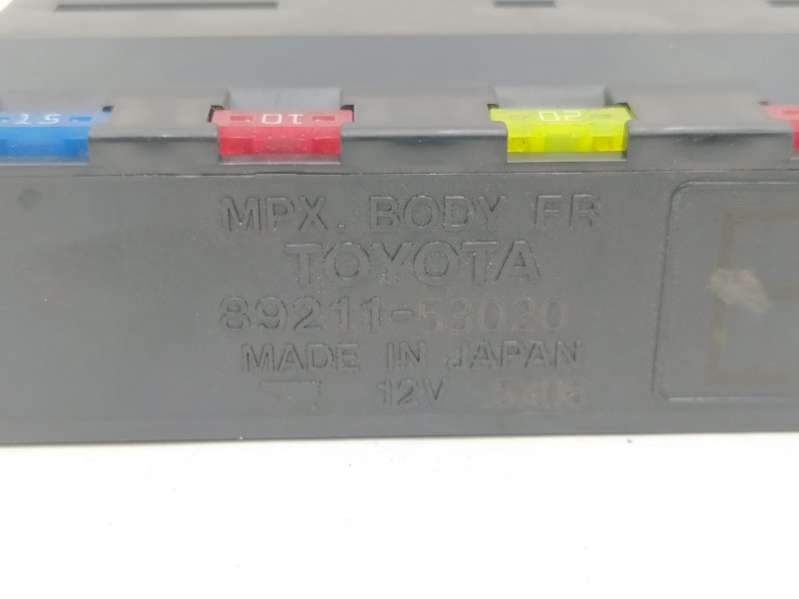 15 10 20
MPX. BODY FR
TOYOTA
89211-53020
MADE IN JAPAN
12V